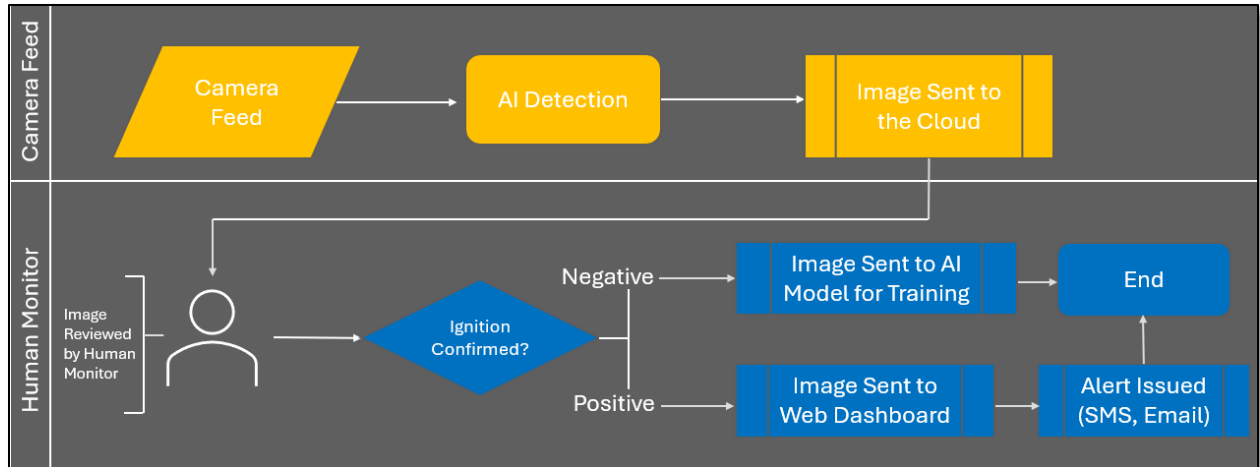 Camera Feed
Camera
Feed
AI Detection
Image Sent to
the Cloud
Human Monitor
Image
Reviewed
by Human
Monitor
Ignition
Confirmed?
Negative
Image Sent to AI
Model for Training
End
Positive
Image Sent to
Web Dashboard
Alert Issued
(SMS, Email)